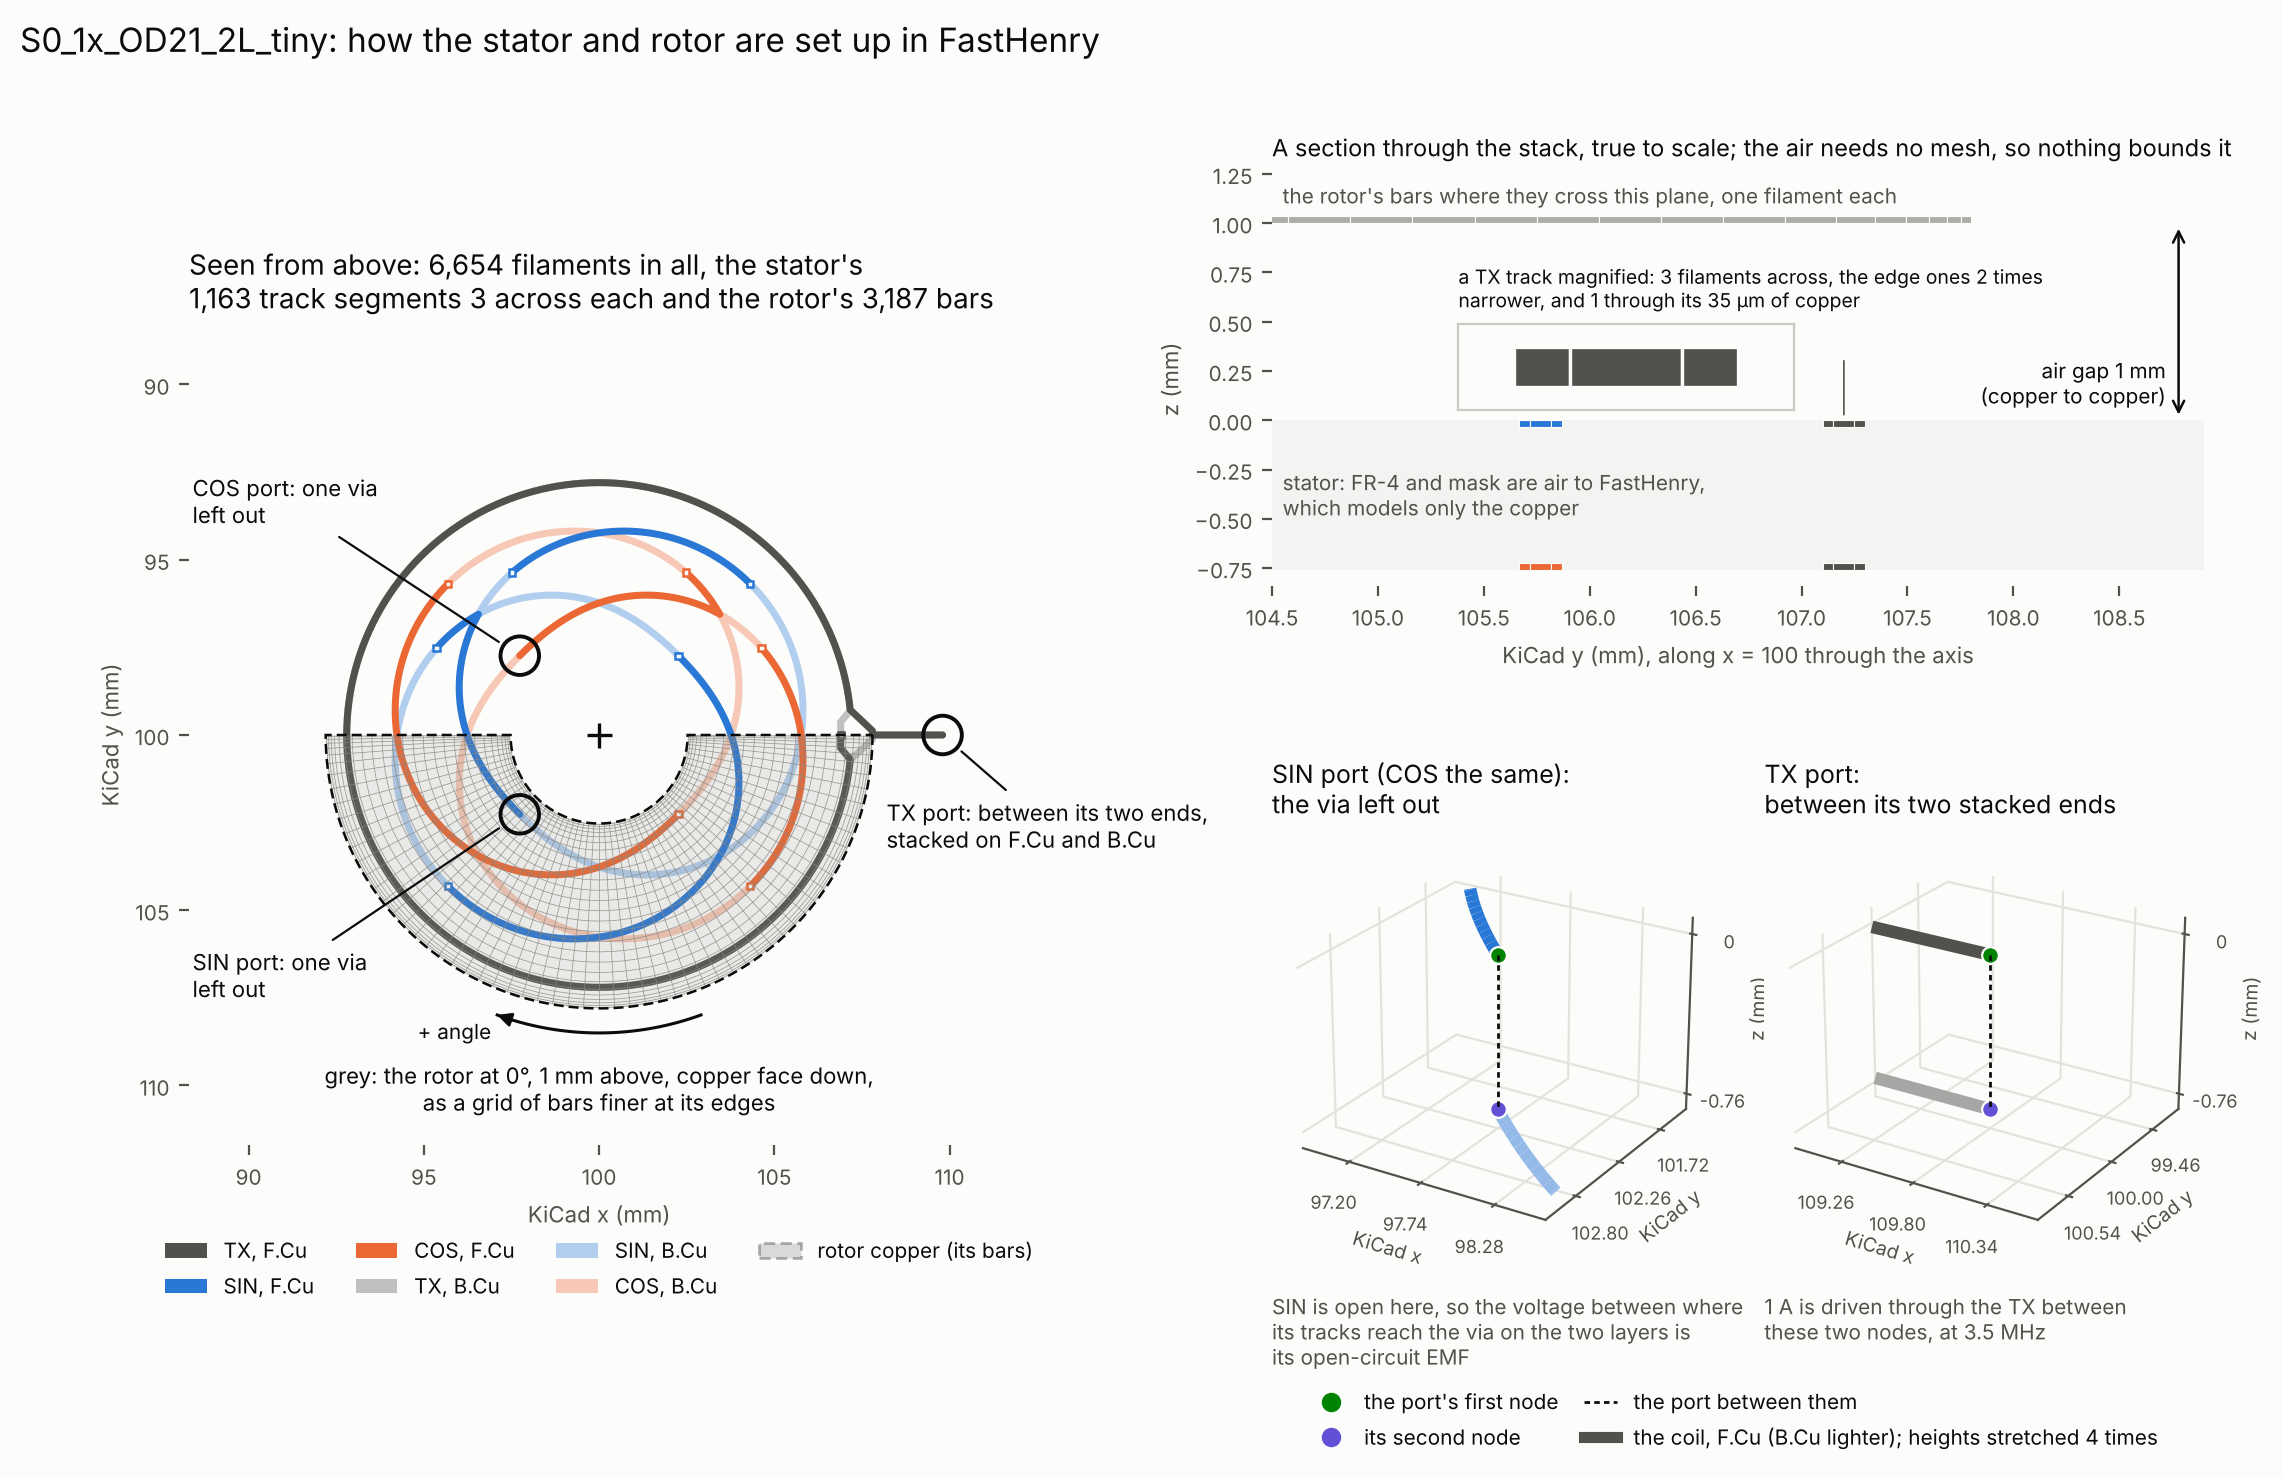 S0_1x_OD21_2L_tiny: how the stator and rotor are set up in FastHenry
Seen from above: 6,654 filaments in all, the stator's
1,163 track segments 3 across each and the rotor's 3,187 bars
90
95
100
105
110
KiCad y (mm)
COS port: one via
left out
SIN port: one via
left out
TX port: between its two ends,
stacked on F.Cu and B.Cu
+ angle
grey: the rotor at 0°, 1 mm above, copper face down,
as a grid of bars finer at its edges
90
95
100
105
110
KiCad x (mm)
TX, F.Cu
SIN, F.Cu
COS, F.Cu
TX, B.Cu
SIN, B.Cu
COS, B.Cu
rotor copper (its bars)
A section through the stack, true to scale; the air needs no mesh, so nothing bounds it
1.25
1.00
0.75
0.50
0.25
0.00
−0.25
−0.50
−0.75
z (mm)
the rotor's bars where they cross this plane, one filament each
a TX track magnified: 3 filaments across, the edge ones 2 times
narrower, and 1 through its 35 µm of copper
air gap 1 mm
(copper to copper)
stator: FR-4 and mask are air to FastHenry,
which models only the copper
104.5
105.0
105.5
106.0
106.5
107.0
107.5
108.0
108.5
KiCad y (mm), along x = 100 through the axis
SIN port (COS the same):
the via left out
0
z (mm)
-0.76
101.72
102.26
102.80
KiCad y
97.20
97.74
98.28
KiCad x
SIN is open here, so the voltage between where
its tracks reach the via on the two layers is
its open-circuit EMF
TX port:
between its two stacked ends
0
z (mm)
-0.76
99.46
100.00
100.54
KiCad y
109.26
109.80
110.34
KiCad x
1 A is driven through the TX between
these two nodes, at 3.5 MHz
the port's first node
its second node
the port between them
the coil, F.Cu (B.Cu lighter); heights stretched 4 times